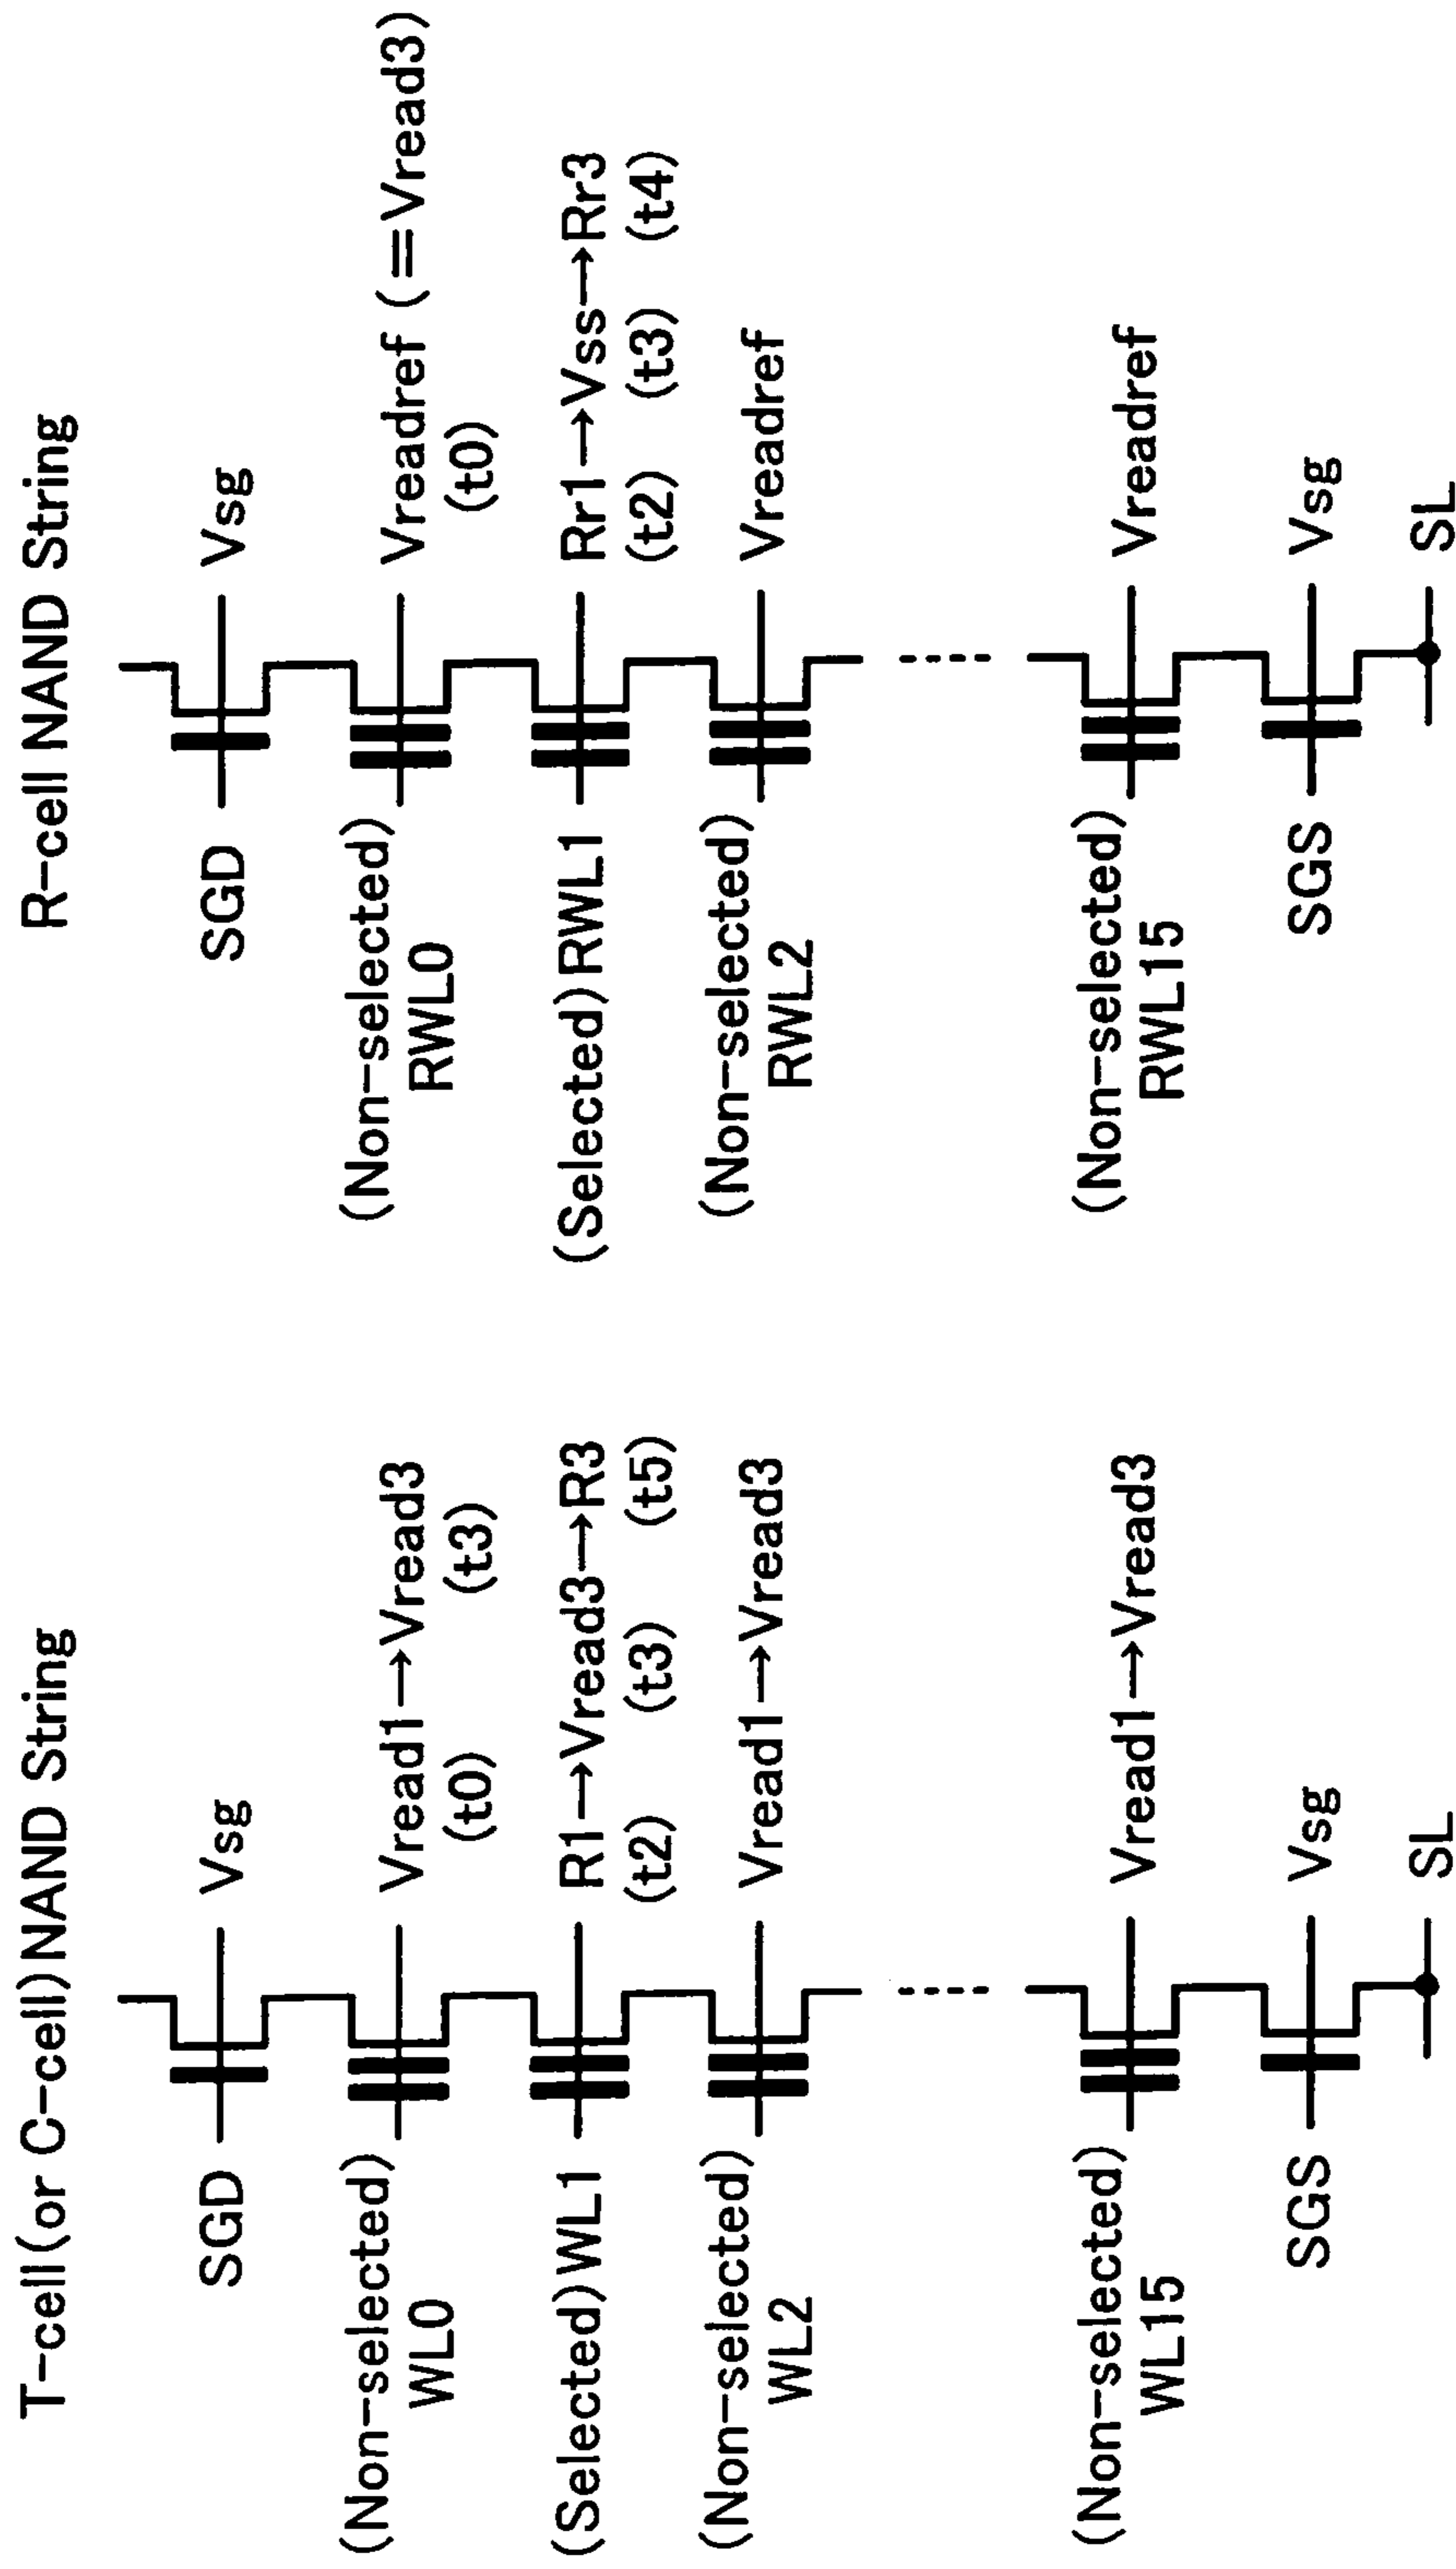 T-cell(or C-cell)NAND String
SGD
Vsg
(Non-selected)
WL0
Vread1→Vread3
(t0) (t3)
(Selected)WL1
R1→Vread3→R3
(t2) (t3) (t5)
(Non-selected)
WL2
Vread1→Vread3
(Non-selected)
WL15
Vread1→Vread3
SGS
Vsg
SL
R-cell NAND String
SGD
Vsg
(Non-selected)
RWL0
Vreadref (=Vread3)
(t0)
(Selected)RWL1
Rr1→Vss→Rr3
(t2) (t3) (t4)
(Non-selected)
RWL2
Vreadref
(Non-selected)
RWL15
Vreadref
SGS
Vsg
SL